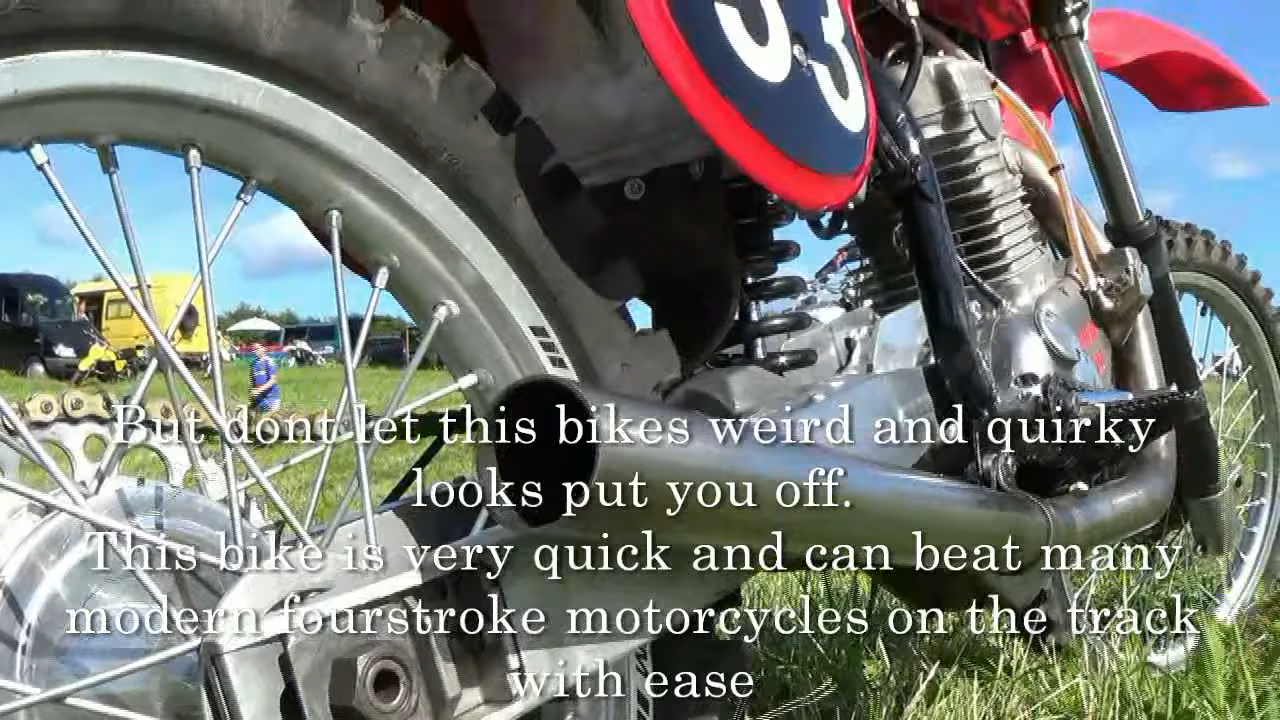 33
But dont let this bikes weird and quirky
looks put you off.
This bike is very quick and can beat many
modern fourstroke motorcycles on the track
with ease